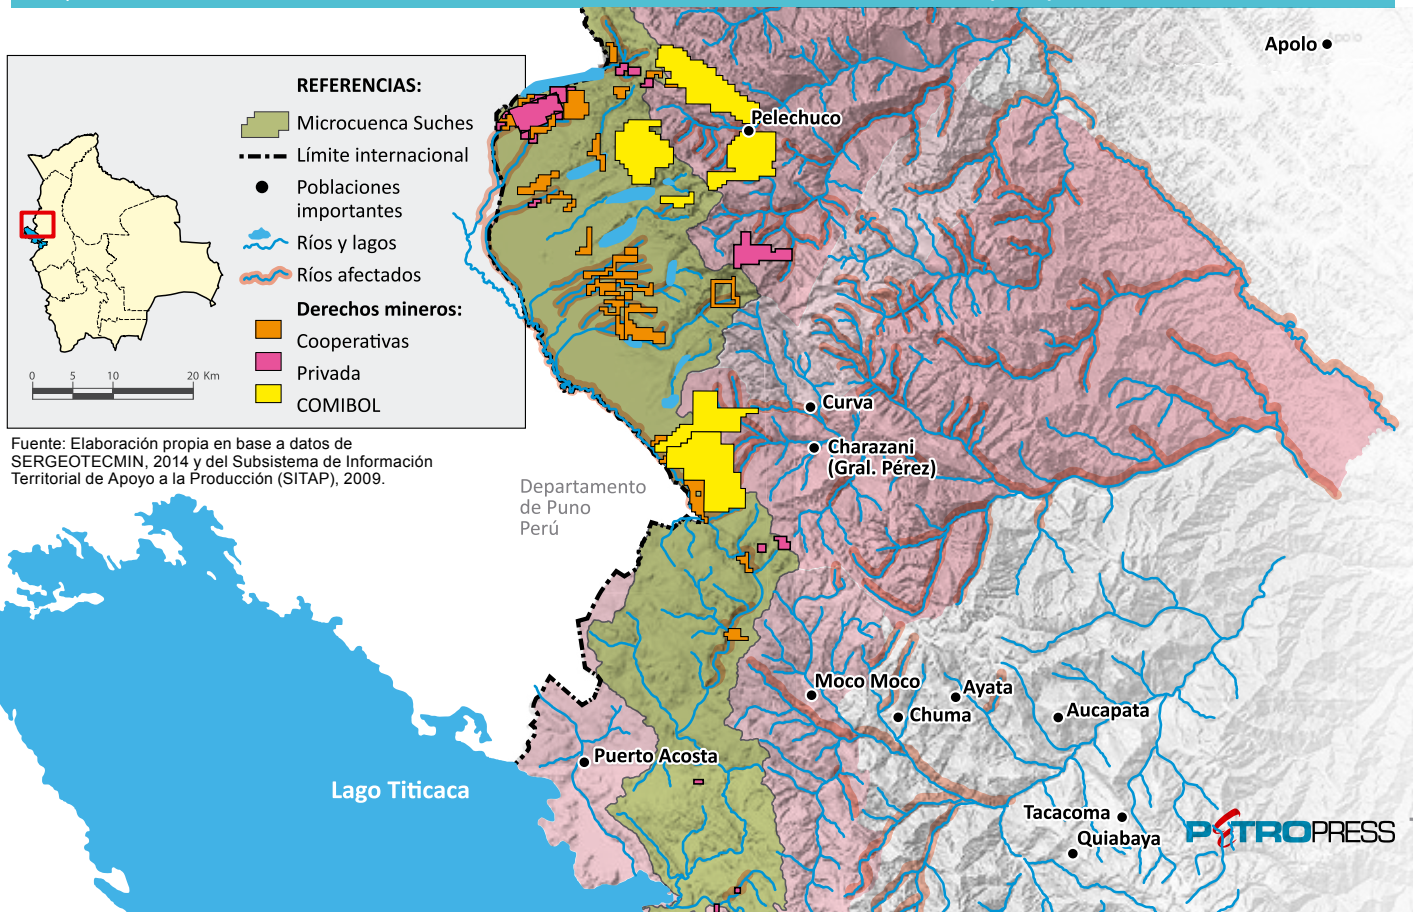 Apolo
REFERENCIAS:
Microcuenca Suches
Límite internacional
Poblaciones
importantes
Ríos y lagos
Ríos afectados
Derechos mineros:
Cooperativas
Privada
COMIBOL
0 5 10 20 Km
Fuente: Elaboración propia en base a datos de
SERGEOTECMIN, 2014 y del Subsistema de Información
Territorial de Apoyo a la Producción (SITAP), 2009.
Pelechuco
Curva
Charazani
(Gral. Pérez)
Departamento
de Puno
Perú
Moco Moco
Ayata
Chuma
Aucapata
Puerto Acosta
Lago Titicaca
Tacacoma
Quiabaya
PETROPRESS